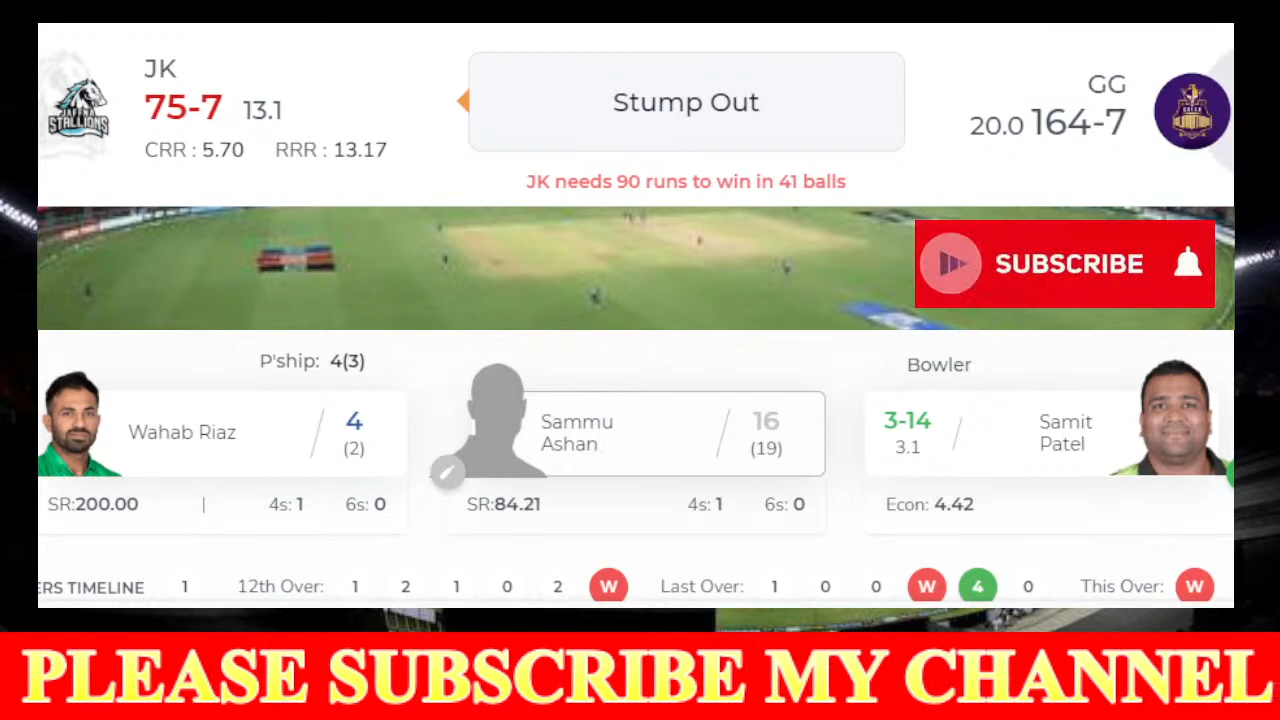 JK
75-7 13.1
CRR : 5.70 RRR : 13.17
JAFFNA
STALLIONS
Stump Out
JK needs 90 runs to win in 41 balls
GG
20.0 164-7
SUBSCRIBE
P'ship: 4(3)
Wahab Riaz
4
(2)
SR:200.00 | 4s: 1 6s: 0
Sammu
Ashan
16
(19)
SR:84.21 4s: 1 6s: 0
Bowler
3-14
3.1
Samit
Patel
Econ: 4.42
ERS TIMELINE 1 12th Over: 1 2 1 0 2 W Last Over: 1 0 0 W 4 0 This Over: W
PLEASE SUBSCRIBE MY CHANNEL